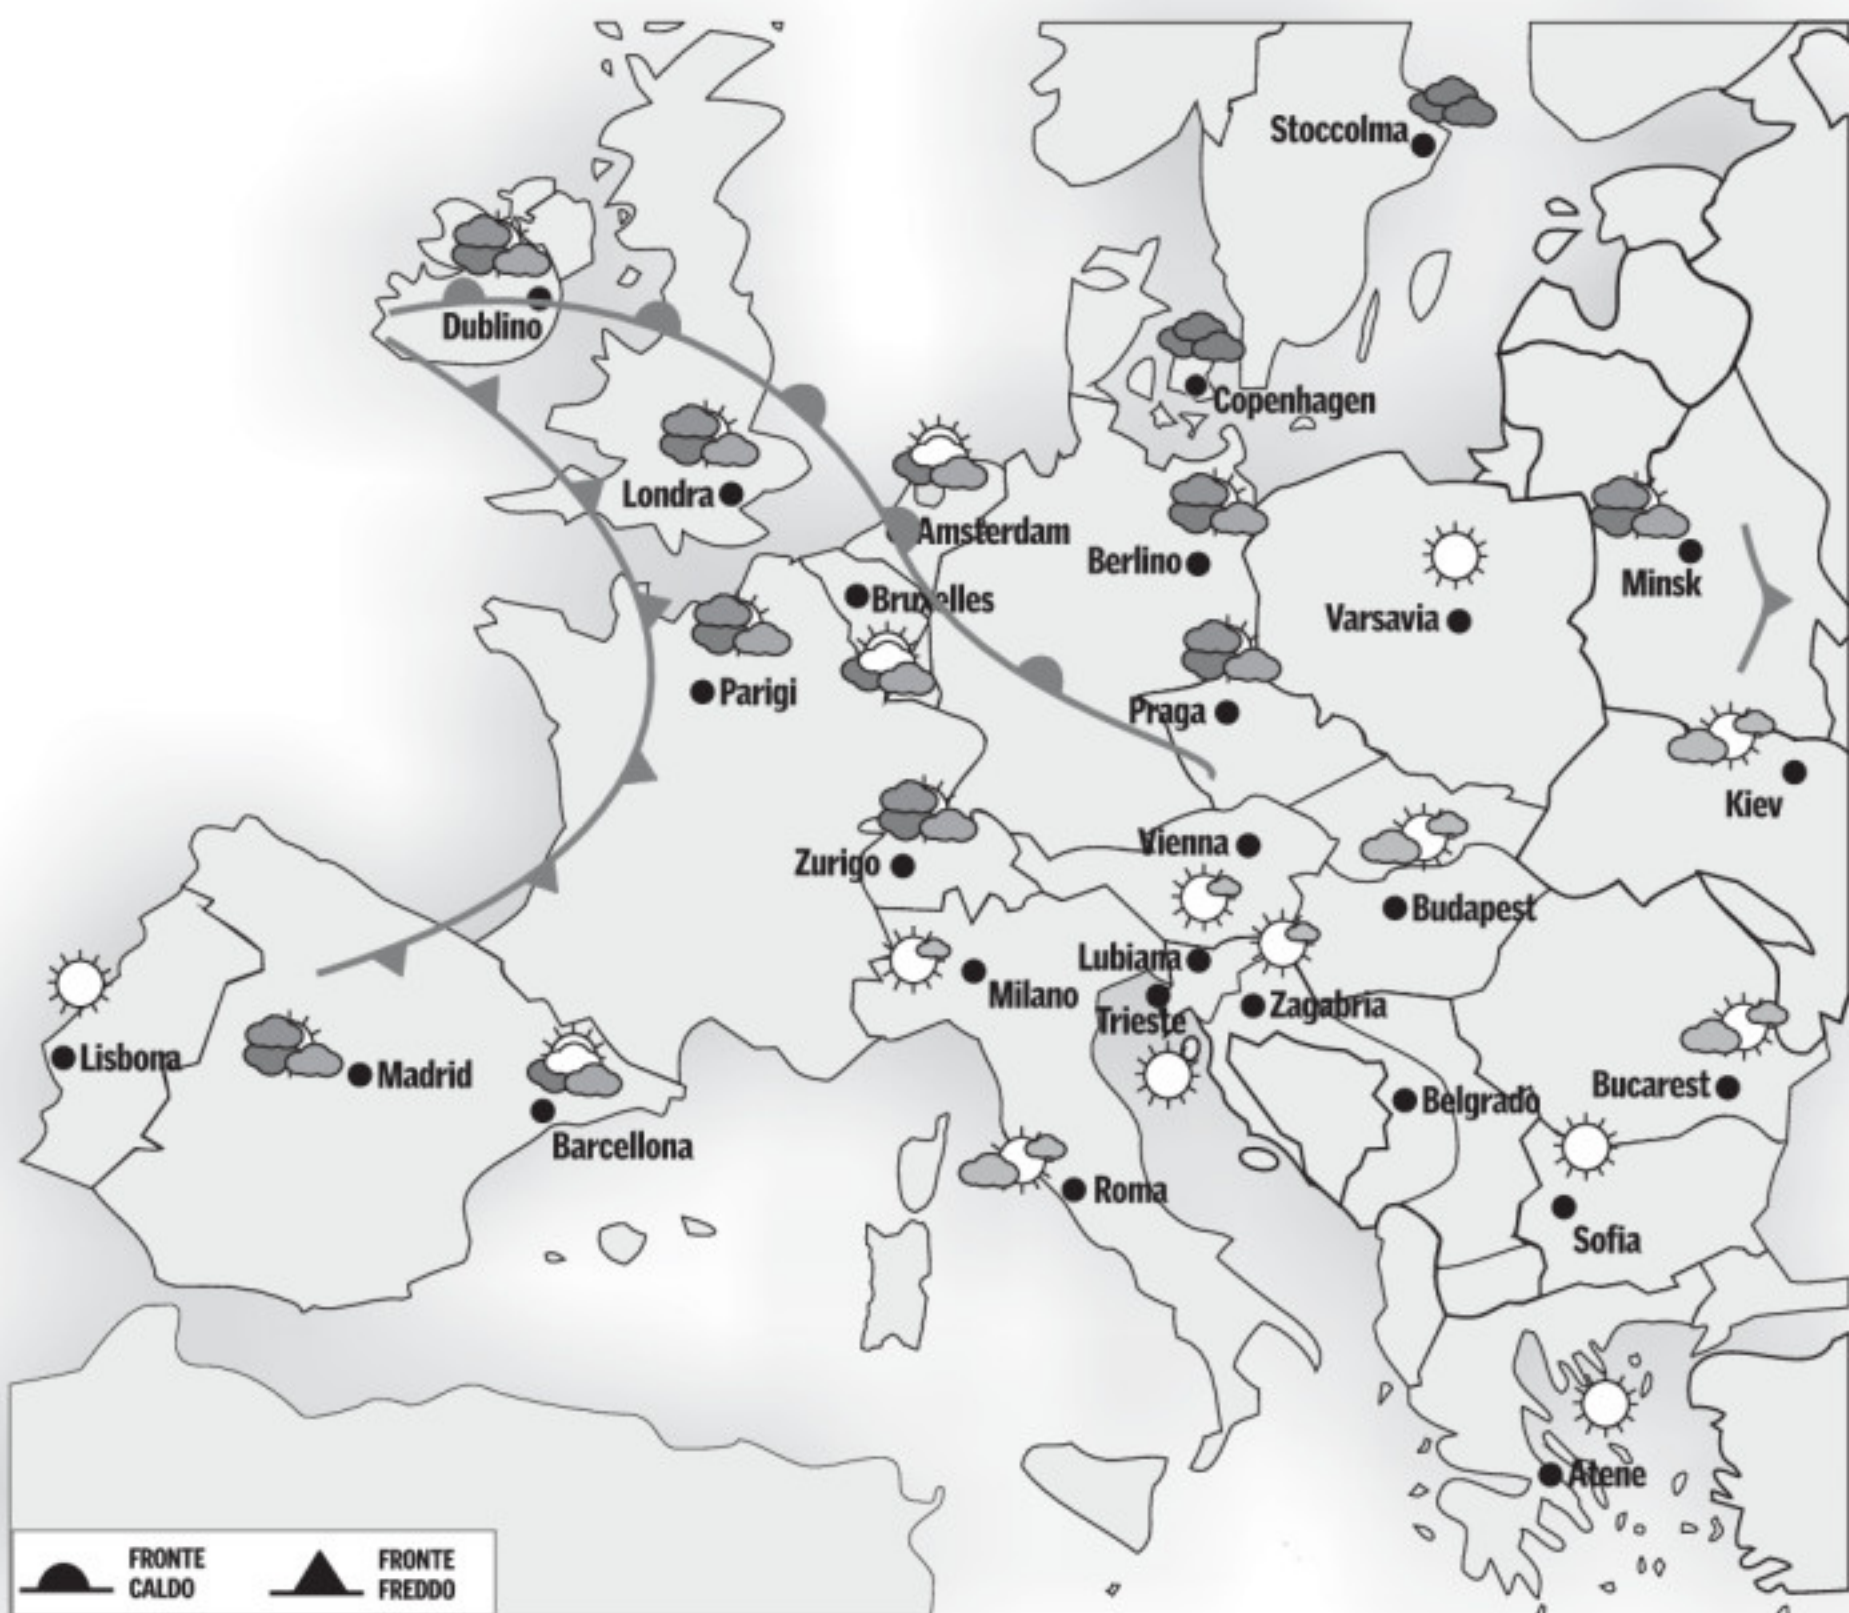 Stoccolma
Dublino
Copenhagen
Londra
Amsterdam
Berlino
Minsk
Bruxelles
Varsavia
Parigi
Praga
Kiev
Vienna
Zurigo
Budapest
Lubiana
Milano
Trieste
Zagabria
Lisbona
Madrid
Bucarest
Belgrado
Barcellona
Roma
Sofia
Atene
FRONTE
CALDO
FRONTE
FREDDO